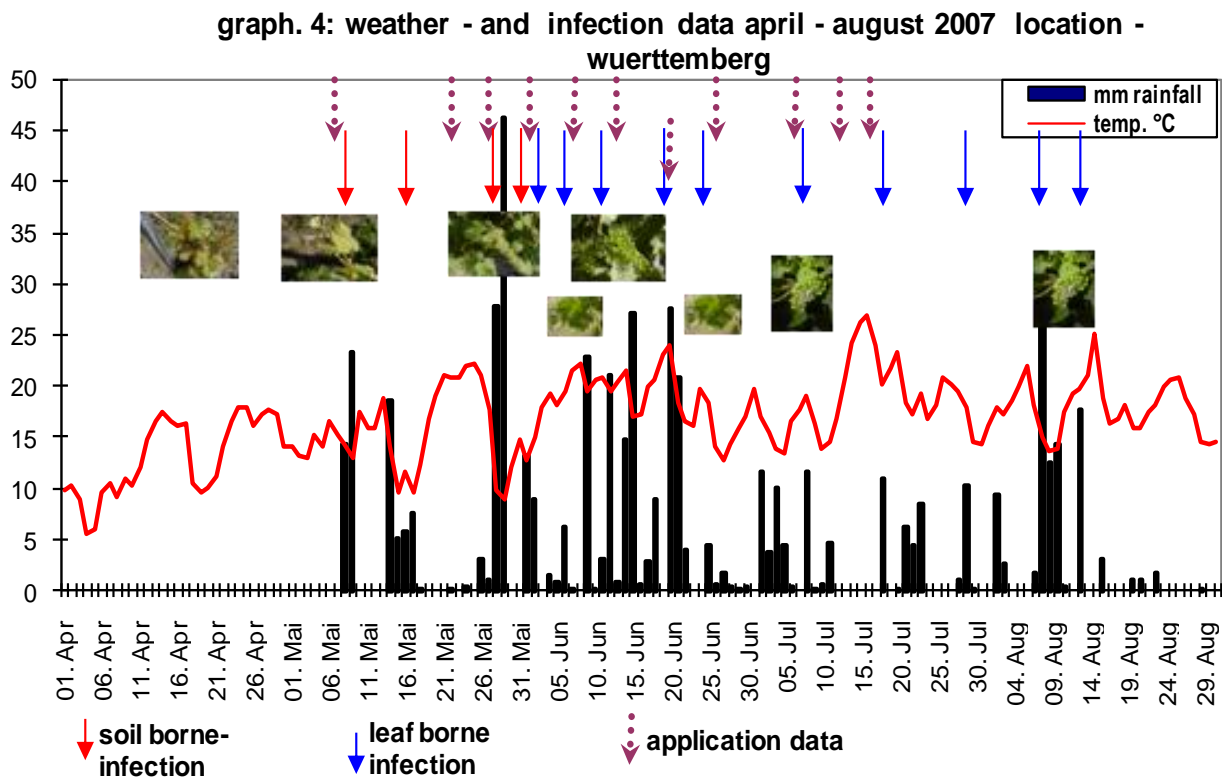 graph. 4: weather - and infection data april - august 2007 location -
wuerttemberg
50
45
40
35
30
25
20
15
10
5
0
mm rainfall
temp. °C
01. Apr
06. Apr
11. Apr
16. Apr
21. Apr
26. Apr
01. Mai
06. Mai
11. Mai
16. Mai
21. Mai
26. Mai
31. Mai
05. Jun
10. Jun
15. Jun
20. Jun
25. Jun
30. Jun
05. Jul
10. Jul
15. Jul
20. Jul
25. Jul
30. Jul
04. Aug
09. Aug
14. Aug
19. Aug
24. Aug
29. Aug
soil borne-
infection
leaf borne
infection
application data